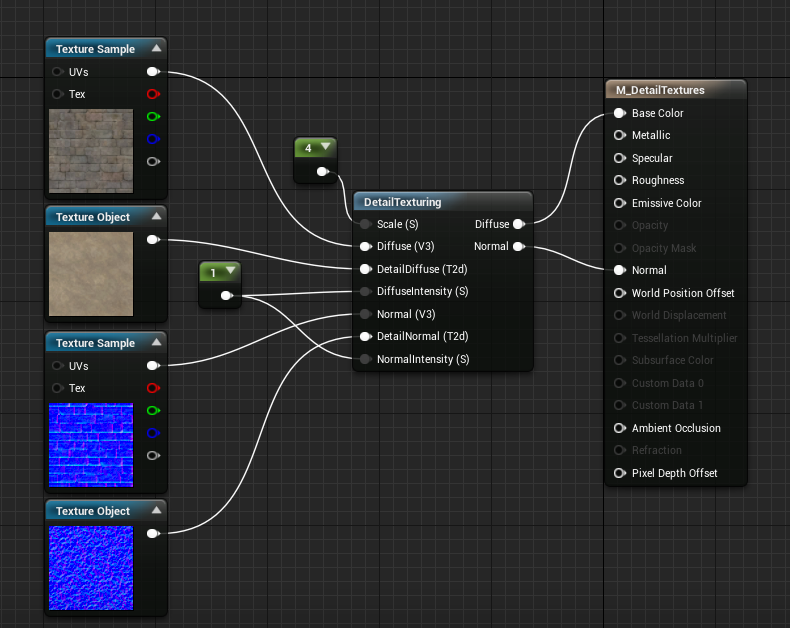 Texture Sample
UVs
Tex
Texture Object
Texture Sample
UVs
Tex
Texture Object
4
1
DetailTexturing
Scale (S)
Diffuse
Diffuse (V3)
Normal
DetailDiffuse (T2d)
DiffuseIntensity (S)
Normal (V3)
DetailNormal (T2d)
NormalIntensity (S)
M_DetailTextures
Base Color
Metallic
Specular
Roughness
Emissive Color
Opacity
Opacity Mask
Normal
World Position Offset
World Displacement
Tessellation Multiplier
Subsurface Color
Custom Data 0
Custom Data 1
Ambient Occlusion
Refraction
Pixel Depth Offset